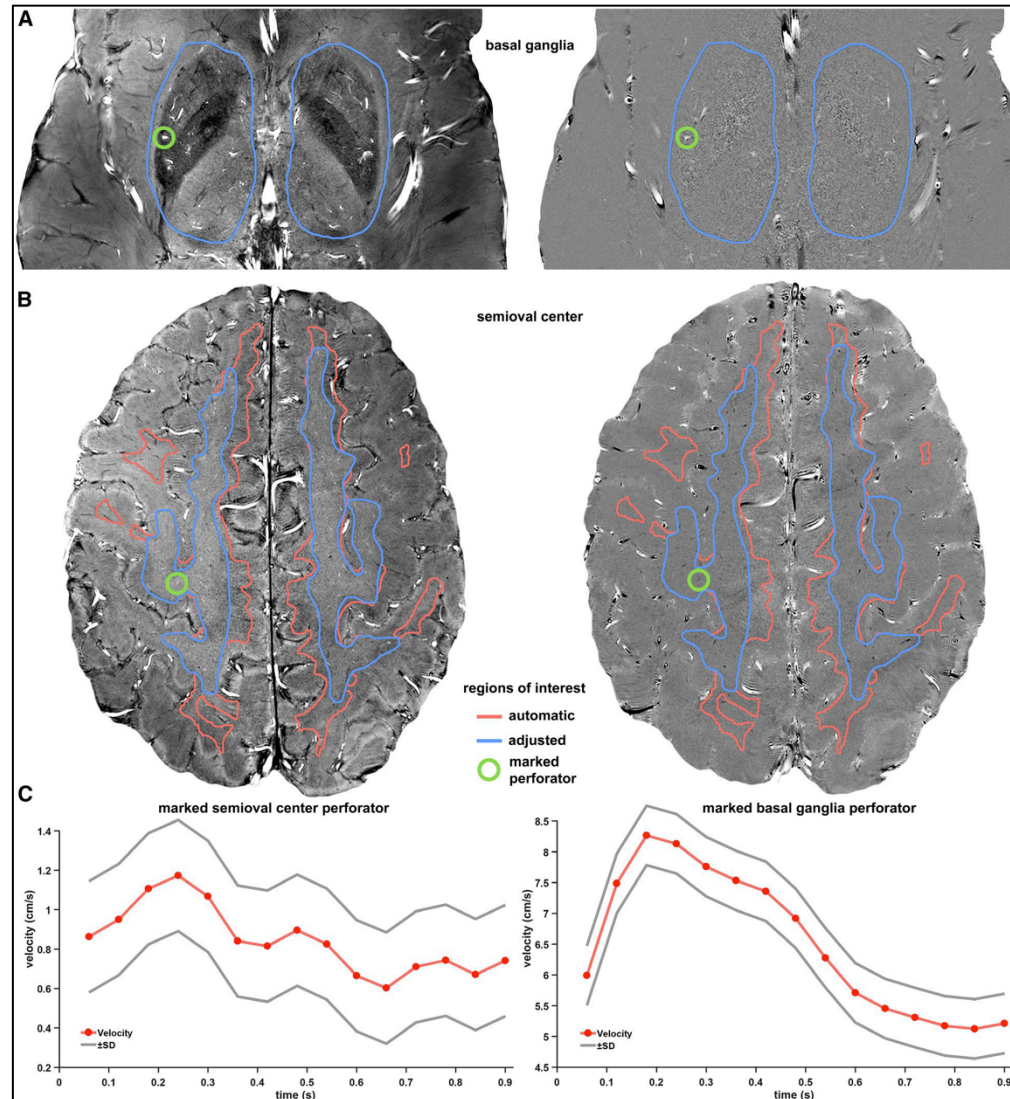 A
basal ganglia
B
semioval center
regions of interest
automatic
adjusted
marked
perforator
C
marked semioval center perforator
velocity (cm/s)
1.4
1.2
1
0.8
0.6
0.4
0.2
Velocity
±SD
0 0.1 0.2 0.3 0.4 0.5 0.6 0.7 0.8 0.9
time (s)
marked basal ganglia perforator
velocity (cm/s)
8.5
8
7.5
7
6.5
6
5.5
5
4.5
Velocity
±SD
0 0.1 0.2 0.3 0.4 0.5 0.6 0.7 0.8 0.9
time (s)